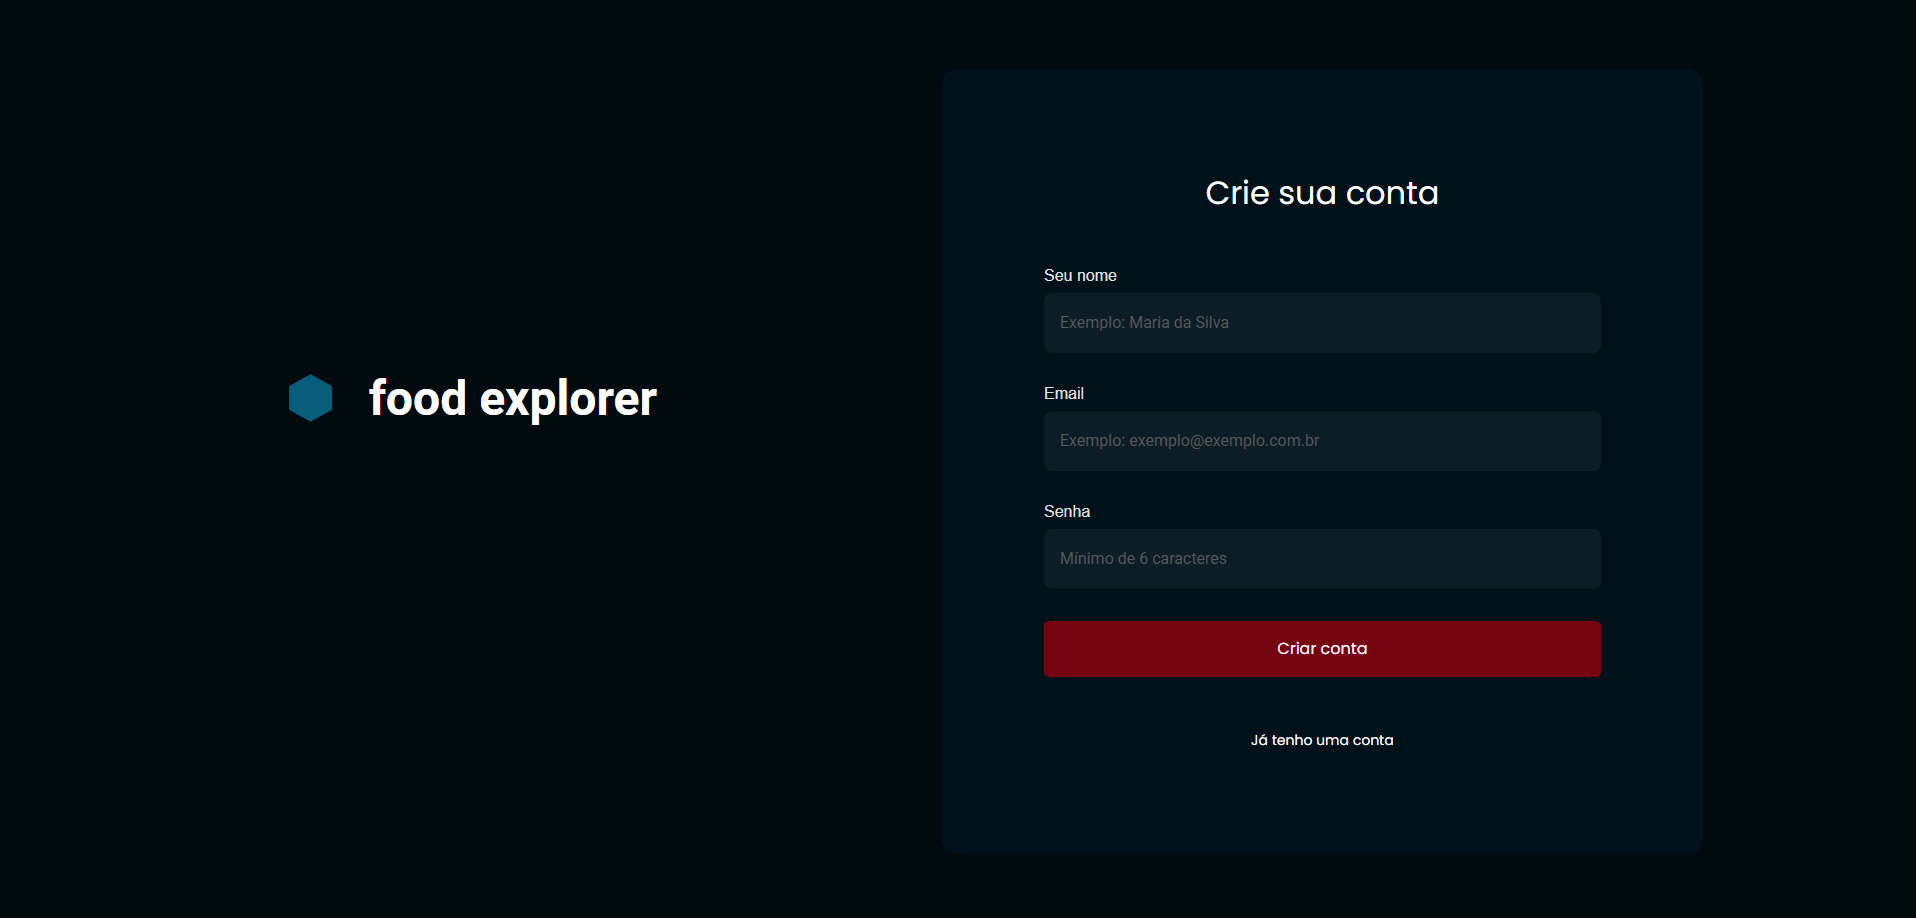 food explorer
Crie sua conta
Seu nome
Exemplo: Maria da Silva
Email
Exemplo: exemplo@exemplo.com.br
Senha
Mínimo de 6 caracteres
Criar conta
Já tenho uma conta